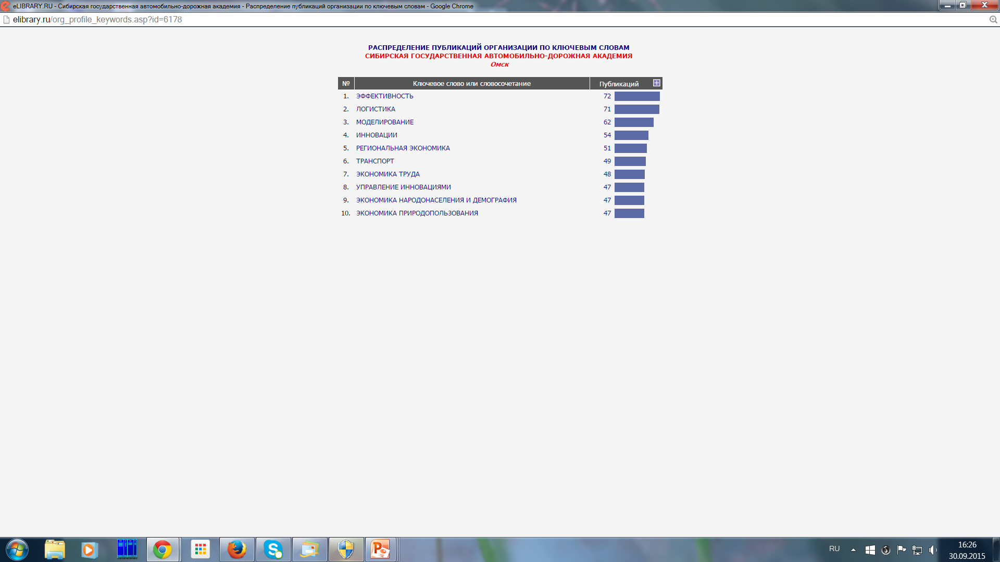 eLIBRARY.RU - Сибирская государственная автомобильно-дорожная академия - Распределение публикаций организации по ключевым словам - Google Chrome
elibrary.ru/org_profile_keywords.asp?id=6178
РАСПРЕДЕЛЕНИЕ ПУБЛИКАЦИЙ ОРГАНИЗАЦИИ ПО КЛЮЧЕВЫМ СЛОВАМ
СИБИРСКАЯ ГОСУДАРСТВЕННАЯ АВТОМОБИЛЬНО-ДОРОЖНАЯ АКАДЕМИЯ
Омск
№ Ключевое слово или словосочетание Публикаций
1. ЭФФЕКТИВНОСТЬ 72
2. ЛОГИСТИКА 71
3. МОДЕЛИРОВАНИЕ 62
4. ИННОВАЦИИ 54
5. РЕГИОНАЛЬНАЯ ЭКОНОМИКА 51
6. ТРАНСПОРТ 49
7. ЭКОНОМИКА ТРУДА 48
8. УПРАВЛЕНИЕ ИННОВАЦИЯМИ 47
9. ЭКОНОМИКА НАРОДОНАСЕЛЕНИЯ И ДЕМОГРАФИЯ 47
10. ЭКОНОМИКА ПРИРОДОПОЛЬЗОВАНИЯ 47
RU
16:26
30.09.2015